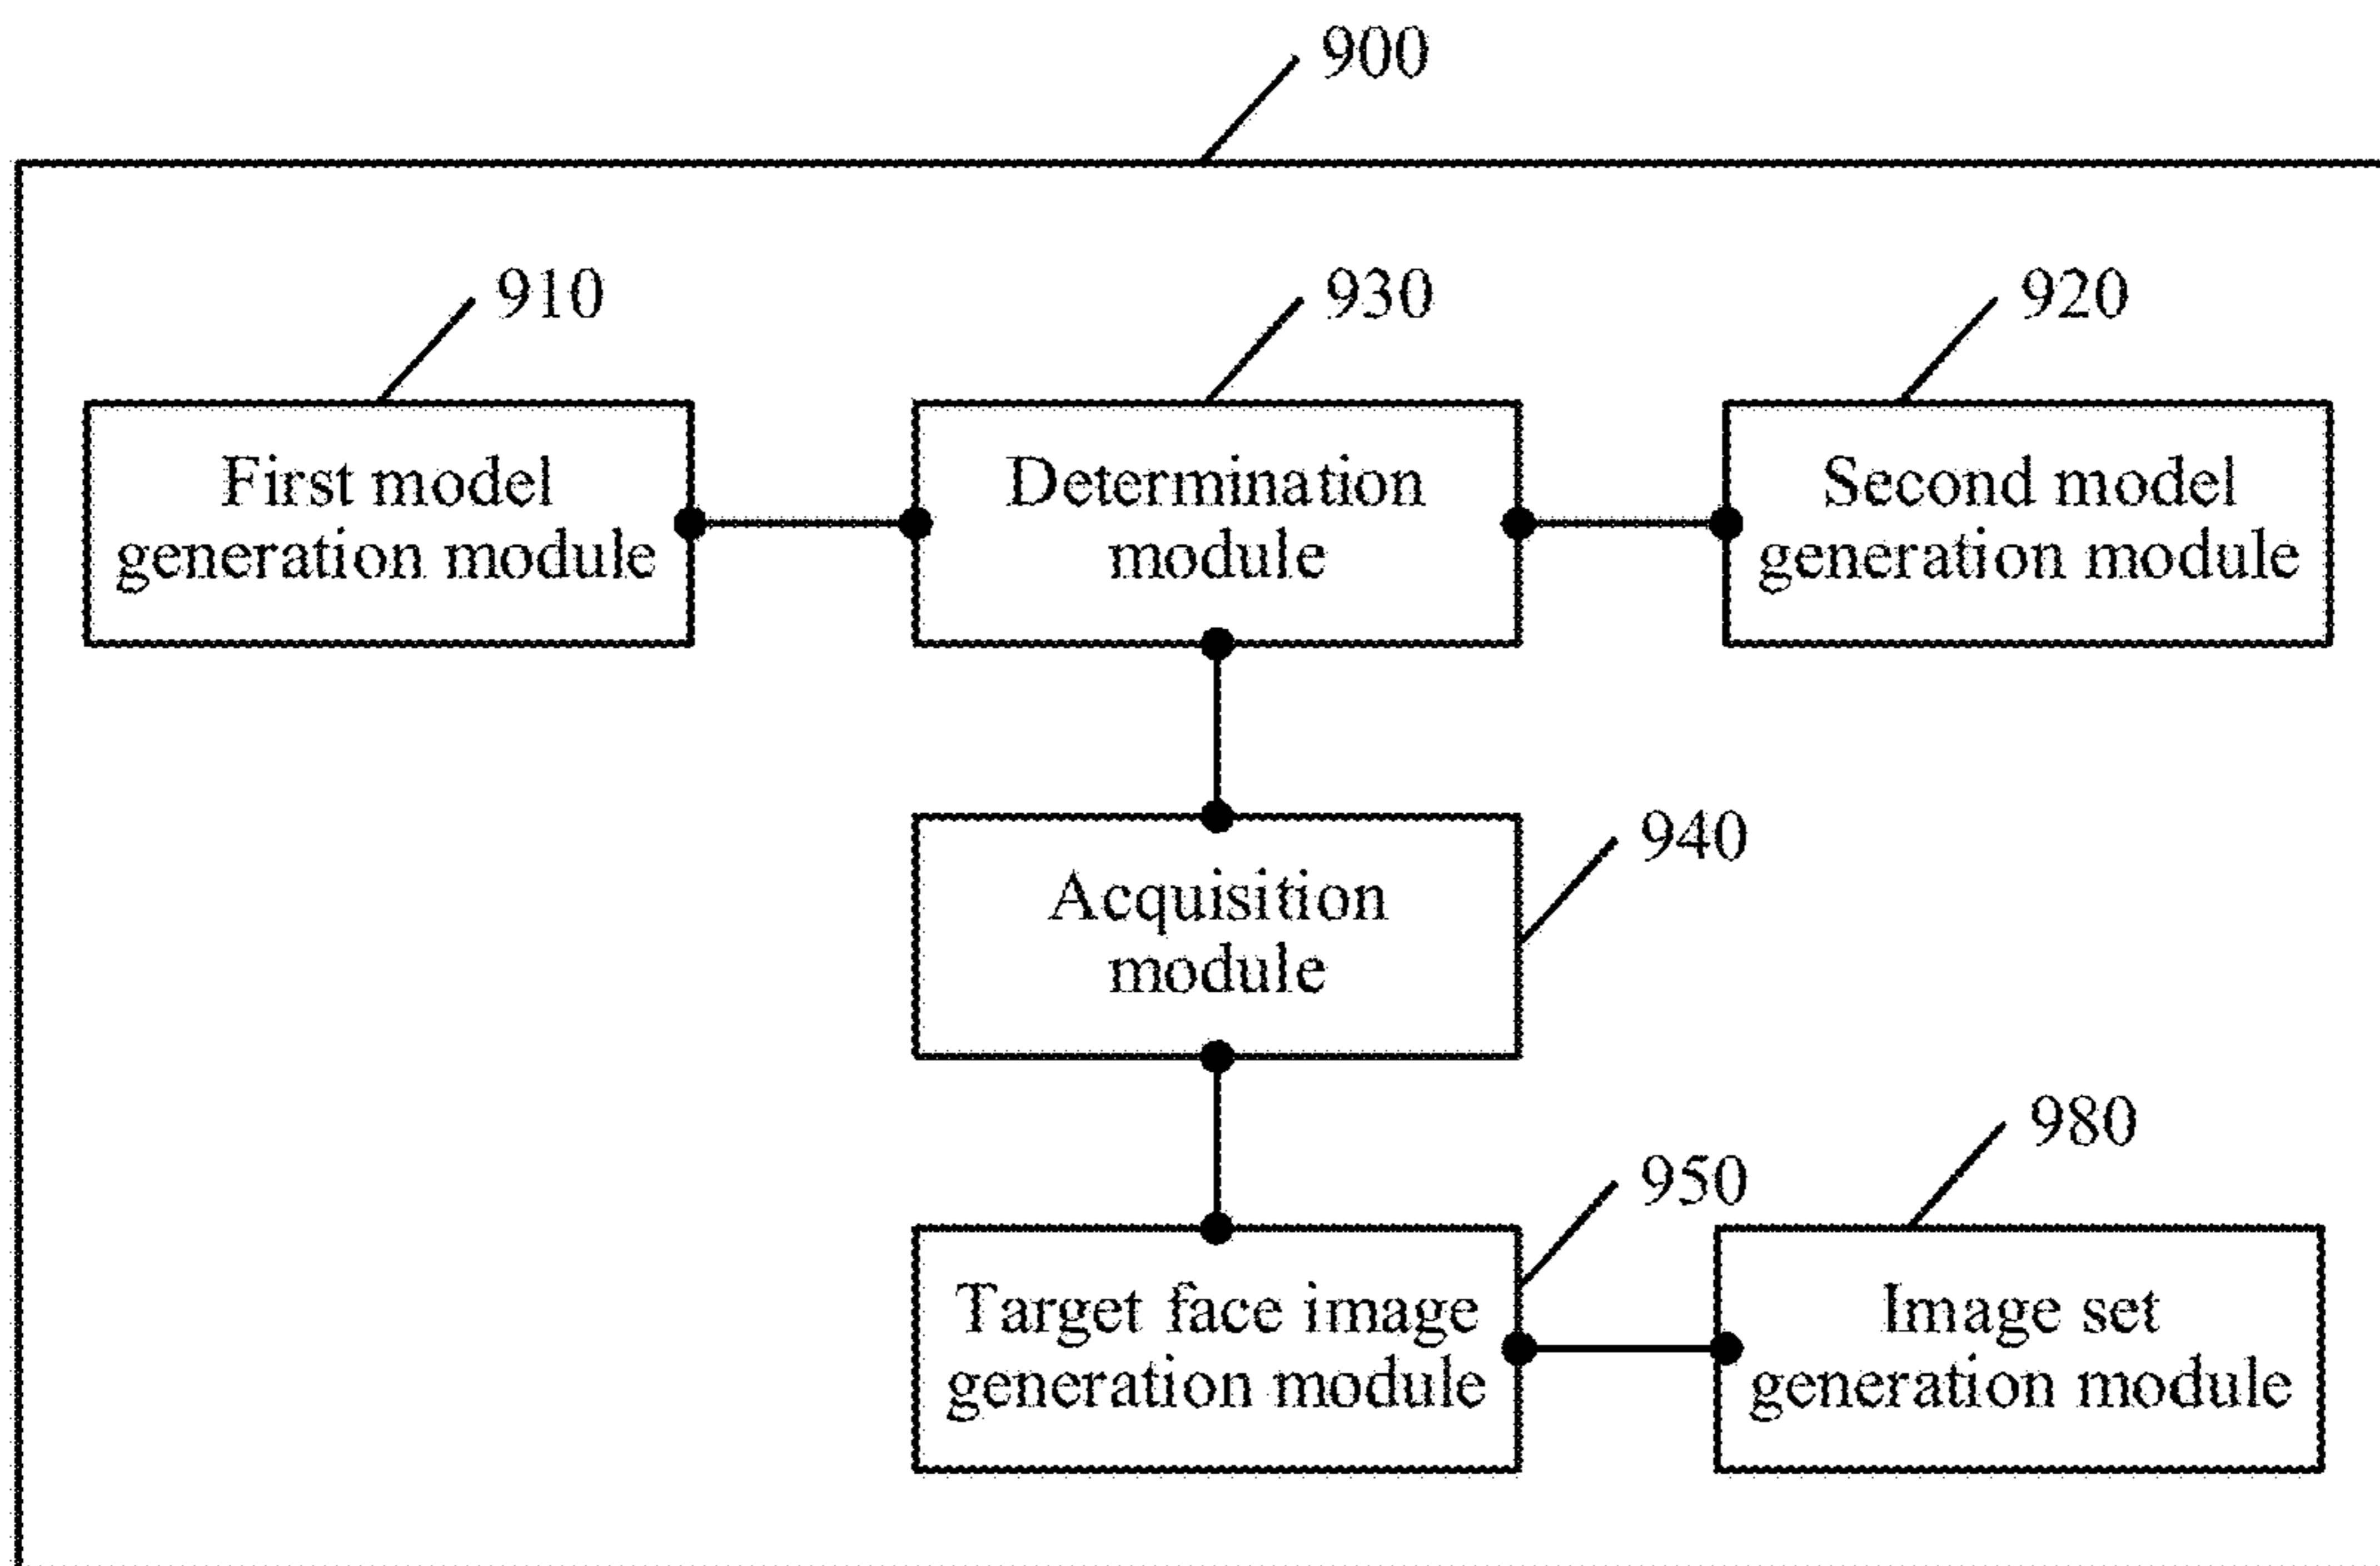 900
910
930
920
First model
generation module
Determination
module
Second model
generation module
940
Acquisition
module
980
950
Target face image
generation module
Image set
generation module